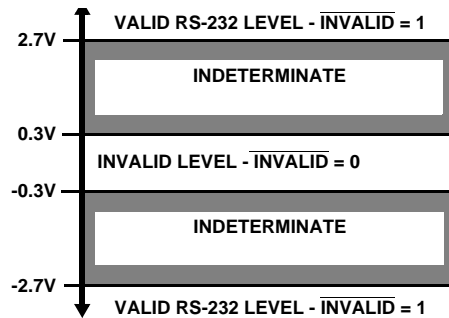 VALID RS-232 LEVEL - INVALID = 1
2.7V
INDETERMINATE
0.3V
INVALID LEVEL - INVALID = 0
-0.3V
INDETERMINATE
-2.7V
VALID RS-232 LEVEL - INVALID = 1